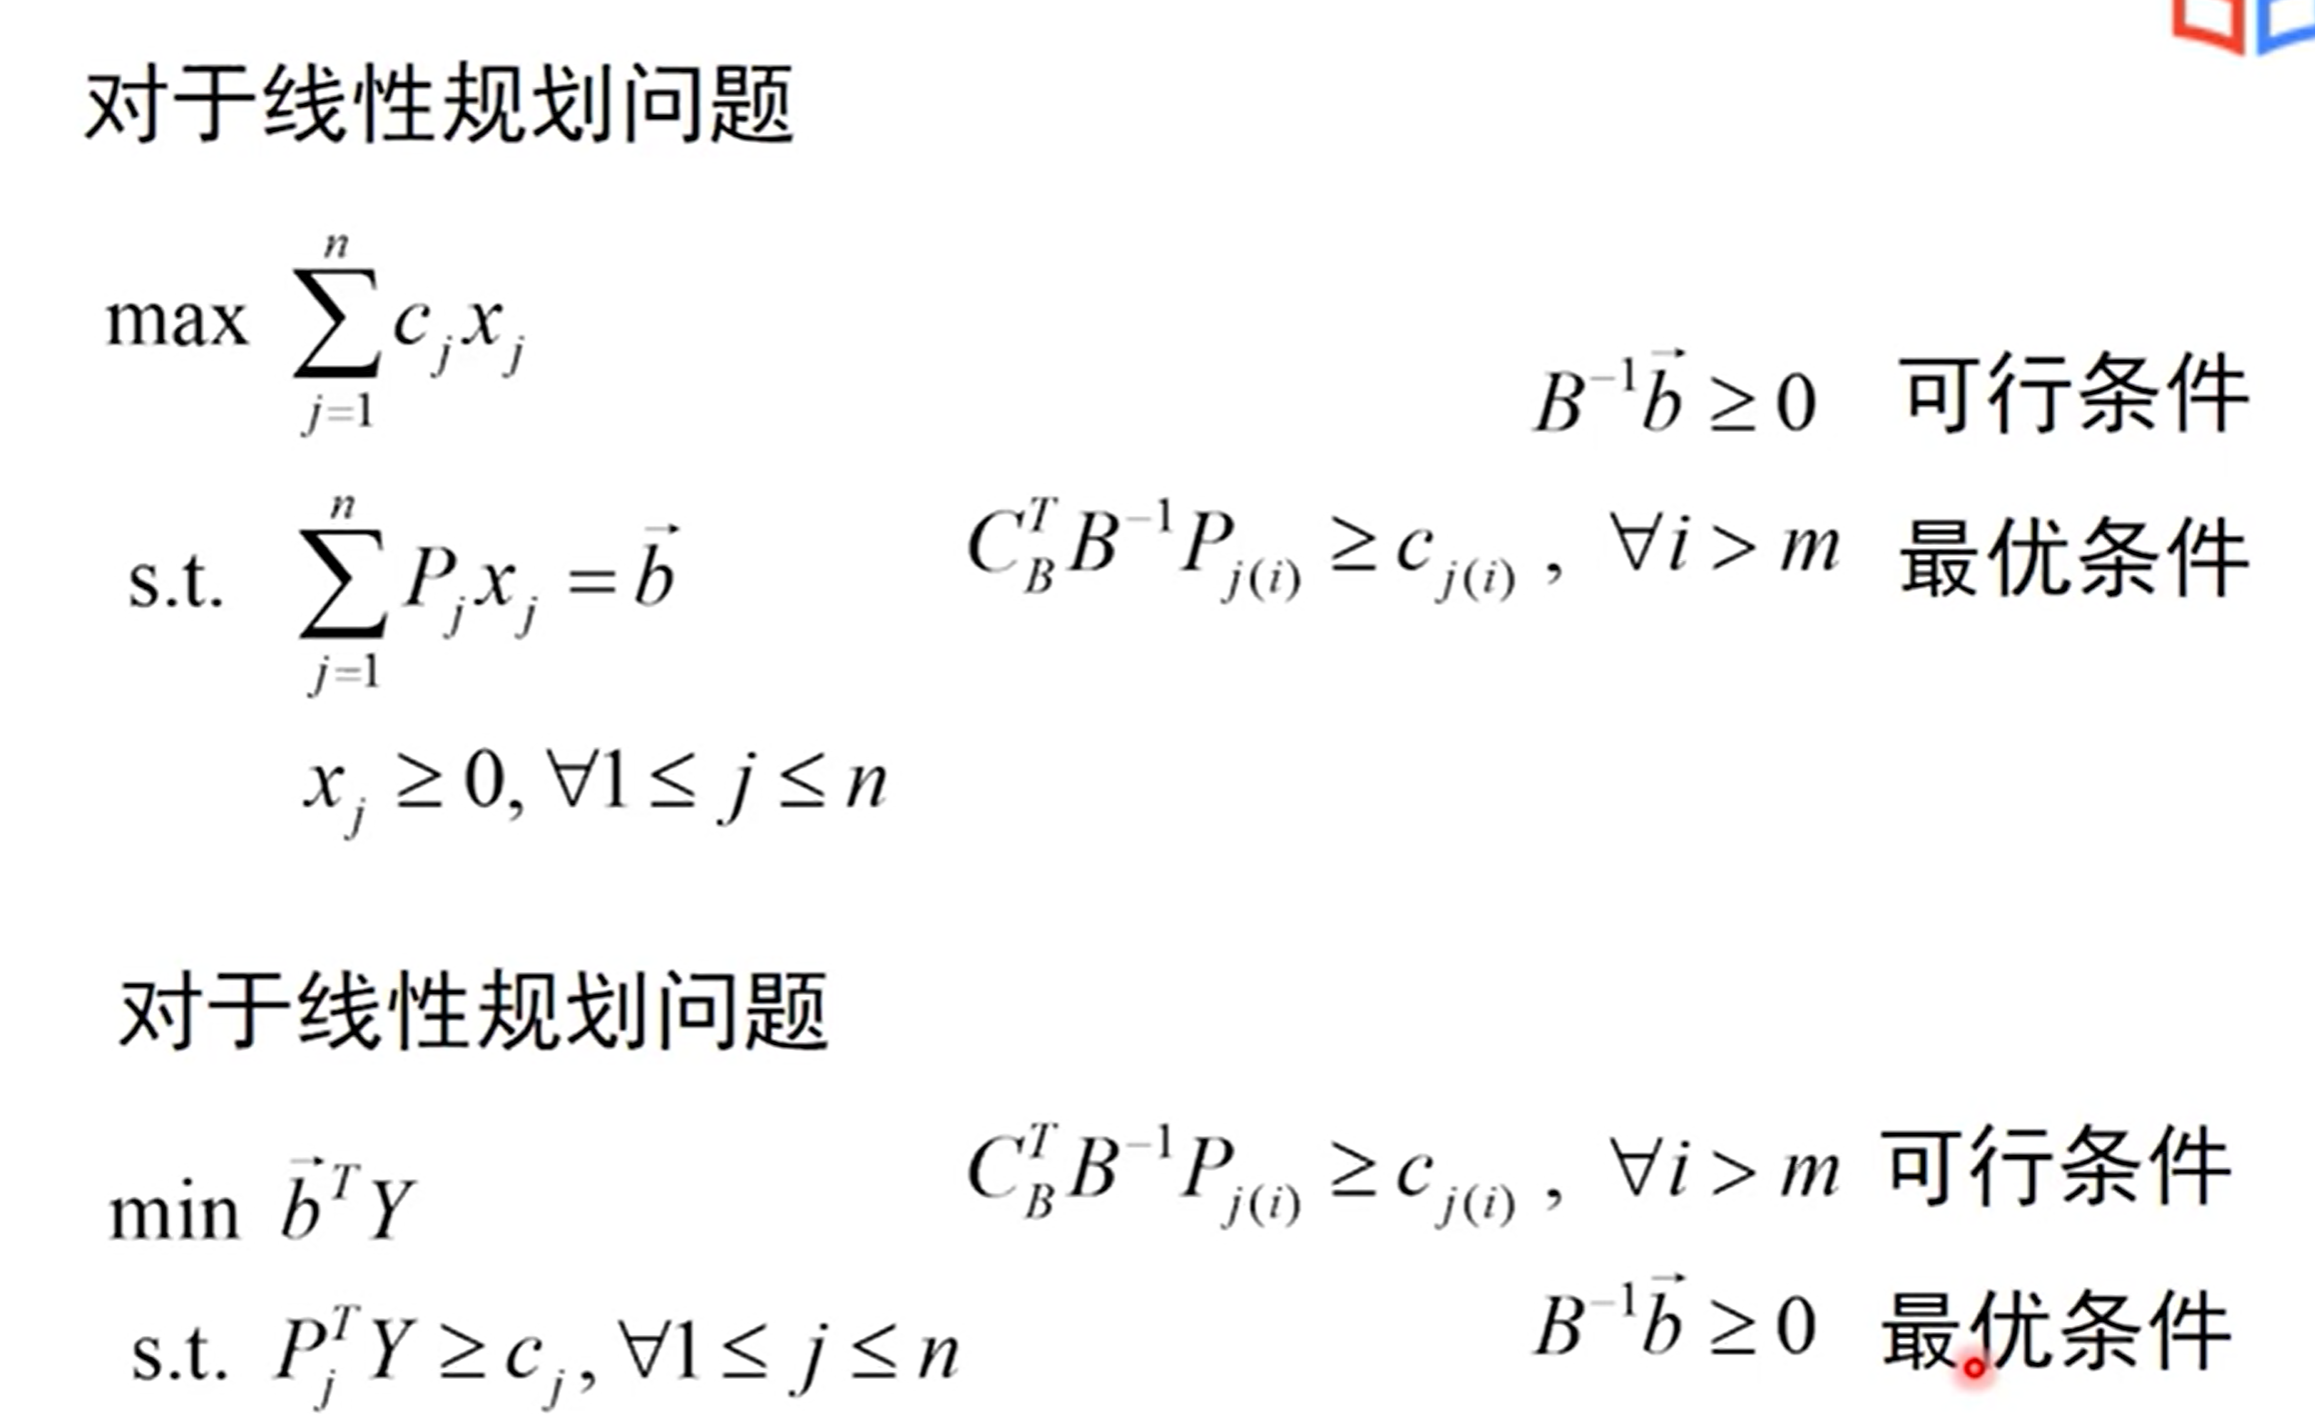 对于线性规划问题
max $\sum_{j=1}^{n} c_j x_j$
$B^{-1}\vec{b} \geq 0$ 可行条件
s.t. $\sum_{j=1}^{n} P_j x_j = \vec{b}$
$C_B^T B^{-1} P_{j(i)} \geq c_{j(i)}, \forall i > m$ 最优条件
$x_j \geq 0, \forall 1 \leq j \leq n$
对于线性规划问题
min $\vec{b}^T Y$
$C_B^T B^{-1} P_{j(i)} \geq c_{j(i)}, \forall i > m$ 可行条件
s.t. $P_j^T Y \geq c_j, \forall 1 \leq j \leq n$
$B^{-1}\vec{b} \geq 0$ 最优条件